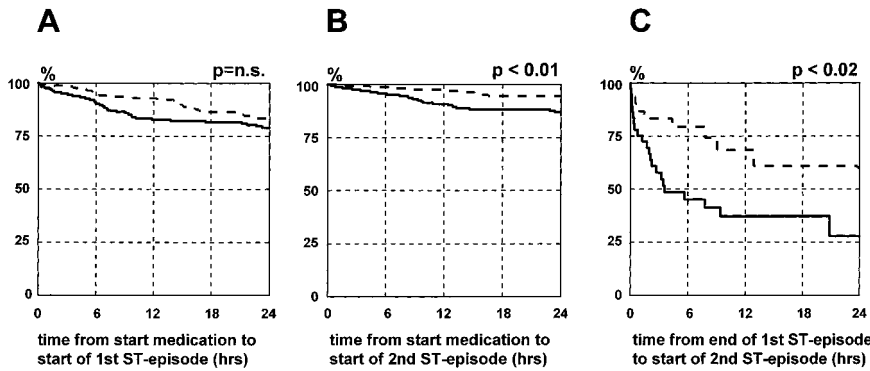 A
B
C
%
p=n.s.
100
75
50
25
0
0
6
12
18
24
time from start medication to
start of 1st ST-episode (hrs)
%
p < 0.01
100
75
50
25
0
0
6
12
18
24
time from start medication to
start of 2nd ST-episode (hrs)
%
p < 0.02
100
75
50
25
0
0
6
12
18
24
time from end of 1st ST-episode
to start of 2nd ST-episode (hrs)